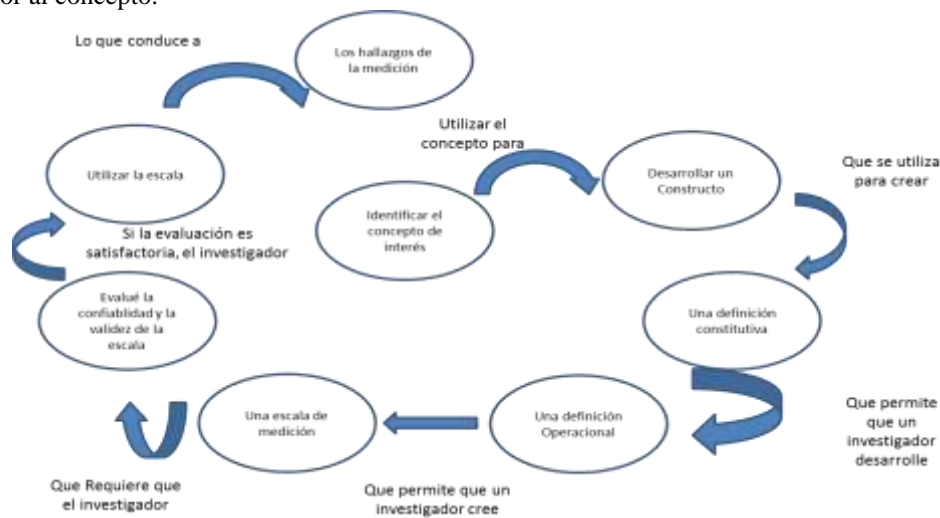 or al concepto.
Lo que conduce a
Los hallazgos de
la medición
Utilizar el
concepto para
Desarrollar un
Constructo
Que se utiliza
para crear
Utilizar la escala
Identificar el
concepto de
interés
Si la evaluación es
satisfactoria, el investigador
Evalué la
confiablidad y la
validez de la
escala
Una definición
constitutiva
Una escala de
medición
Una definición
Operacional
Que permite
que un
investigador
desarrolle
Que Requiere que
el investigador
Que permite que un
investigador cree